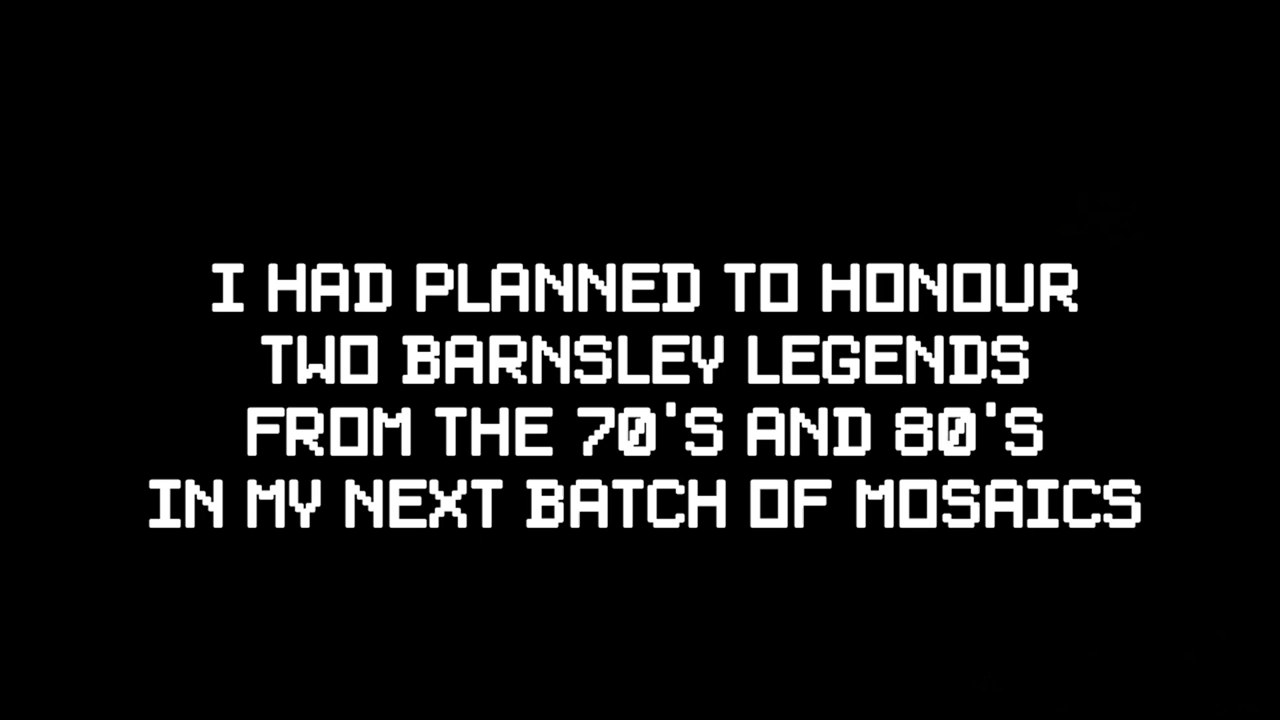 I HAD PLANNED TO HONOUR
TWO BARNSLEY LEGENDS
FROM THE 70'S AND 80'S
IN MY NEXT BATCH OF MOSAICS